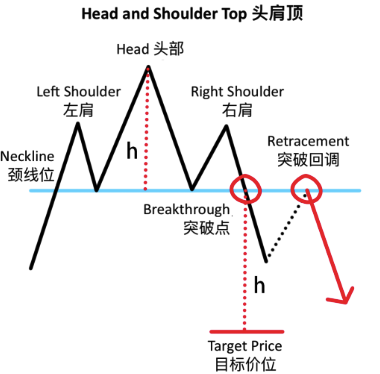 Head and Shoulder Top 头肩顶
Head 头部
Left Shoulder
左肩
Right Shoulder
右肩
h
Retracement
突破回调
Neckline
颈线位
Breakthrough
突破点
h
Target Price
目标价位